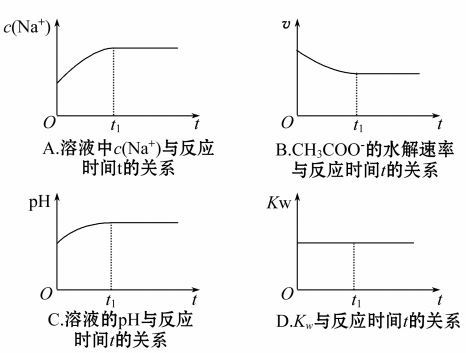 c(Na⁺)
O t₁ t
A.溶液中c(Na⁺)与反应
时间t的关系
v
O t₁ t
B.CH₃COO⁻的水解速率
与反应时间t的关系
pH
O t₁ t
C.溶液的pH与反应
时间t的关系
Kw
O t₁ t
D.Kw与反应时间t的关系